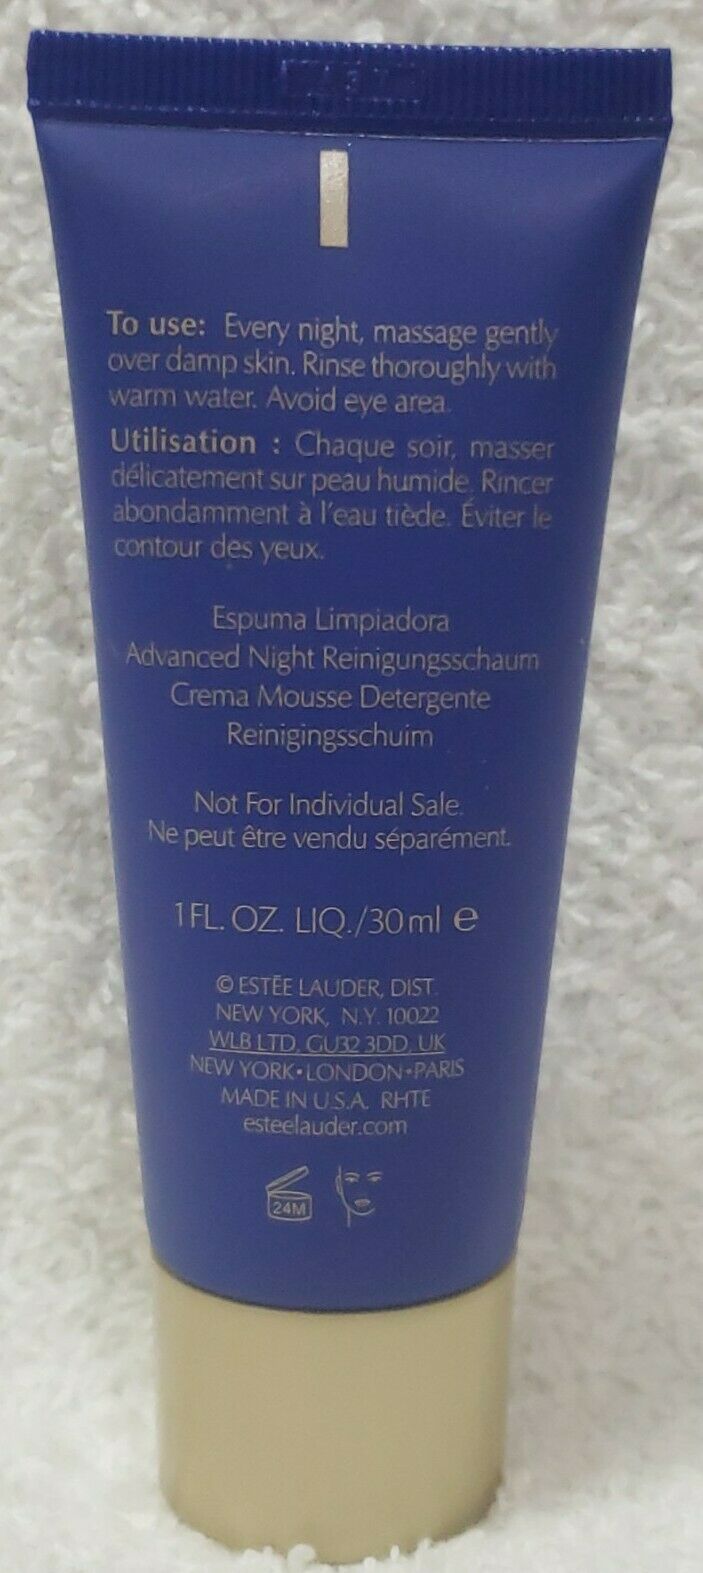 To use: Every night, massage gently
over damp skin. Rinse thoroughly with
warm water. Avoid eye area.
Utilisation : Chaque soir, masser
délicatement sur peau humide. Rincer
abondamment à l'eau tiède. Éviter le
contour des yeux.
Espuma Limpiadora
Advanced Night Reinigungsschaum
Crema Mousse Detergente
Reinigingsschuim
Not For Individual Sale.
Ne peut être vendu séparément.
1 FL. OZ. LIQ./30 ml e
© ESTĒE LAUDER, DIST.
NEW YORK, N.Y. 10022
WLB LTD, GU32 3DD, UK
NEW YORK•LONDON•PARIS
MADE IN U.S.A. RHTE
esteelauder.com
24M